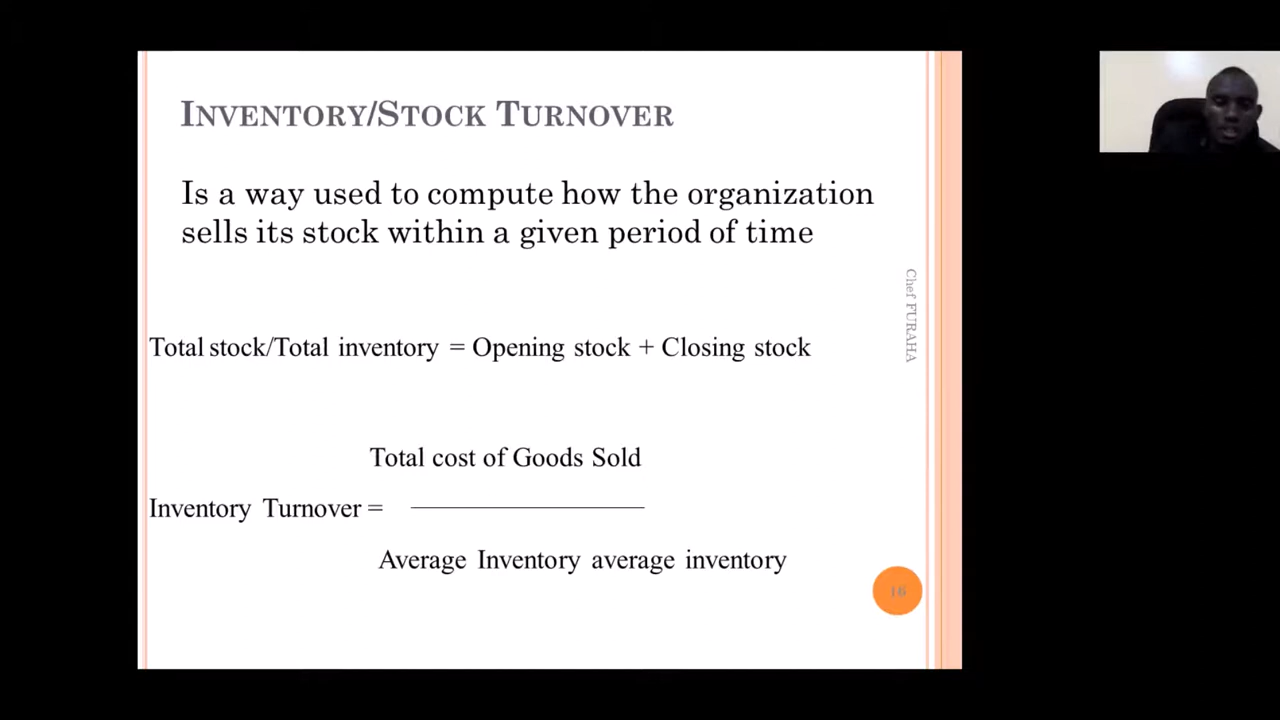 INVENTORY/STOCK TURNOVER
Is a way used to compute how the organization
sells its stock within a given period of time
Chef FURAHA
Total stock/Total inventory = Opening stock + Closing stock
Total cost of Goods Sold
Inventory Turnover =
Average Inventory average inventory
16